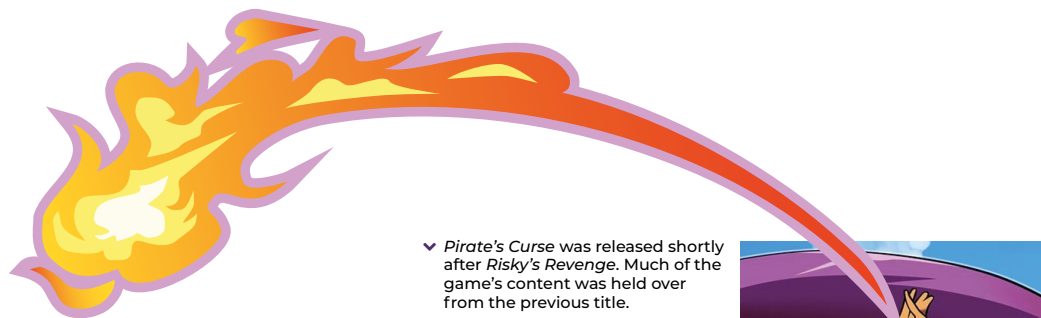 Pirate's Curse was released shortly
after Risky's Revenge. Much of the
game's content was held over
from the previous title.